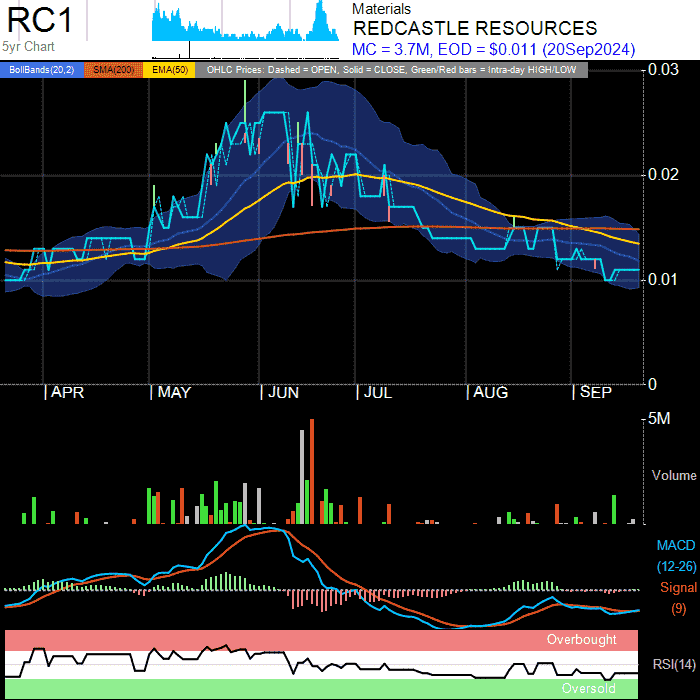 RC1
5yr Chart
Materials
REDCASTLE RESOURCES
MC = 3.7M, EOD = $0.011 (20Sep2024)
BollBands(20,2) SMA(200) EMA(50) OHLC Prices: Dashed = OPEN, Solid = CLOSE, Green/Red bars = Intra-day HIGH/LOW
0.03
0.02
0.01
0
APR MAY JUN JUL AUG SEP
5M
Volume
MACD
(12-26)
Signal
(9)
Overbought
RSI(14)
Oversold